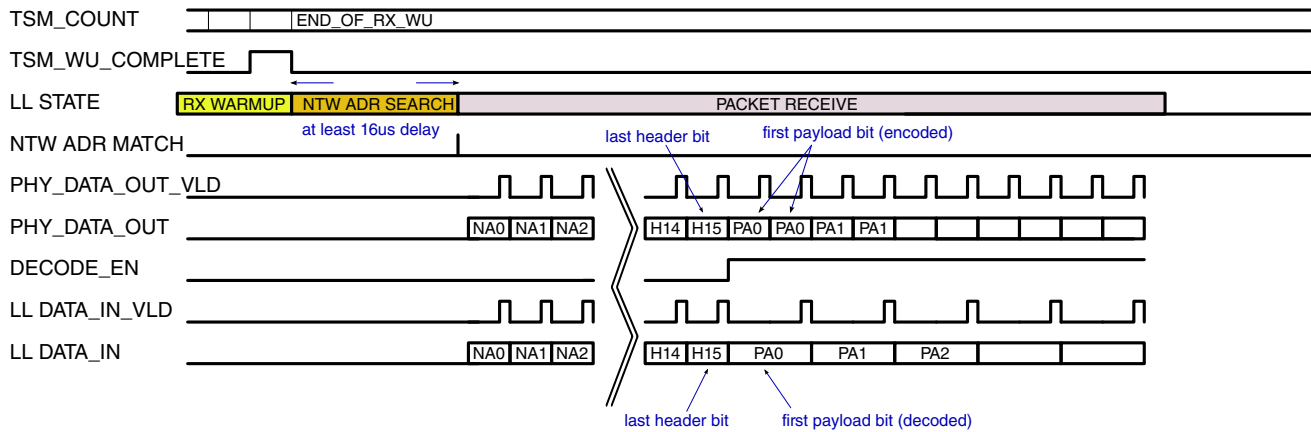 TSM_COUNT END_OF_RX_WU
TSM_WU_COMPLETE
LL STATE RX WARMUP NTW ADR SEARCH PACKET RECEIVE
at least 16us delay last header bit first payload bit (encoded)
NTW ADR MATCH
PHY_DATA_OUT_VLD
PHY_DATA_OUT NA0 NA1 NA2 H14 H15 PA0 PA0 PA1 PA1
DECODE_EN
LL DATA_IN_VLD
LL DATA_IN NA0 NA1 NA2 H14 H15 PA0 PA1 PA2
last header bit first payload bit (decoded)